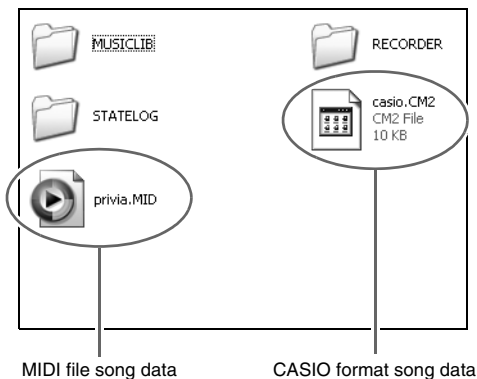 MUSICLIB
RECORDER
STATELOG
casio.CM2
CM2 File
10 KB
privia.MID
MIDI file song data
CASIO format song data